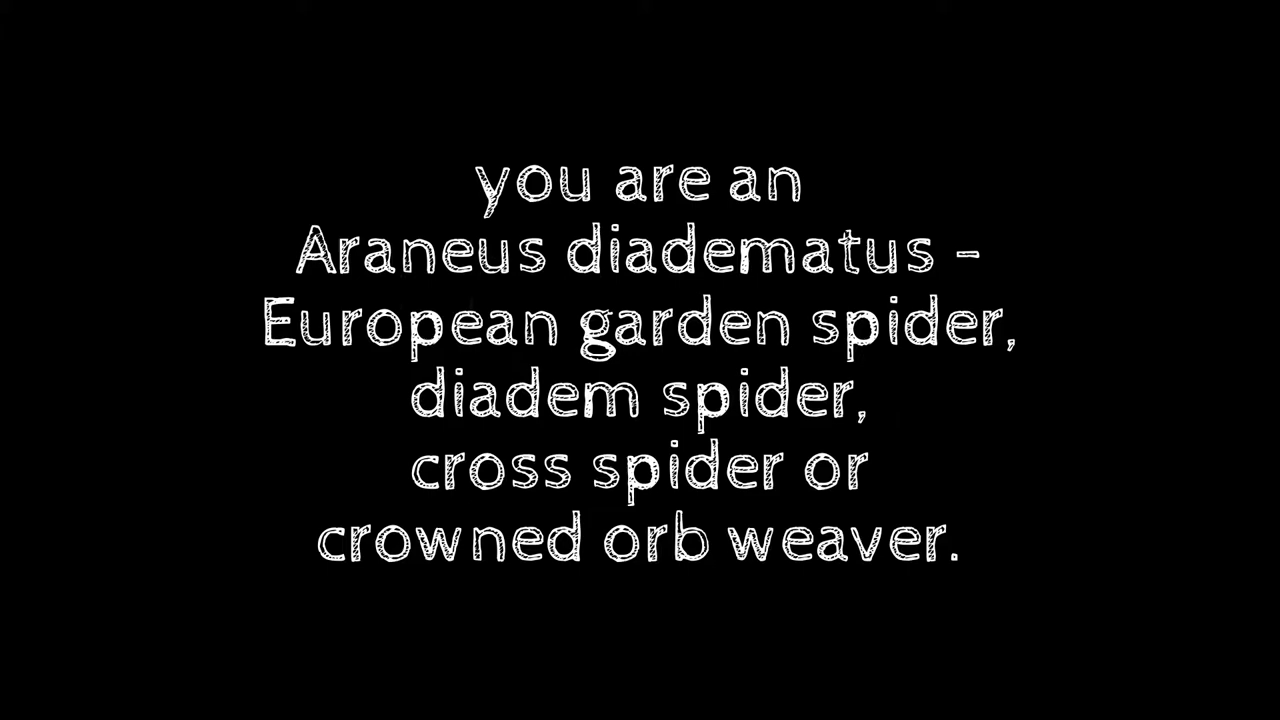 you are an
Araneus diadematus -
European garden spider,
diadem spider,
cross spider or
crowned orb weaver.